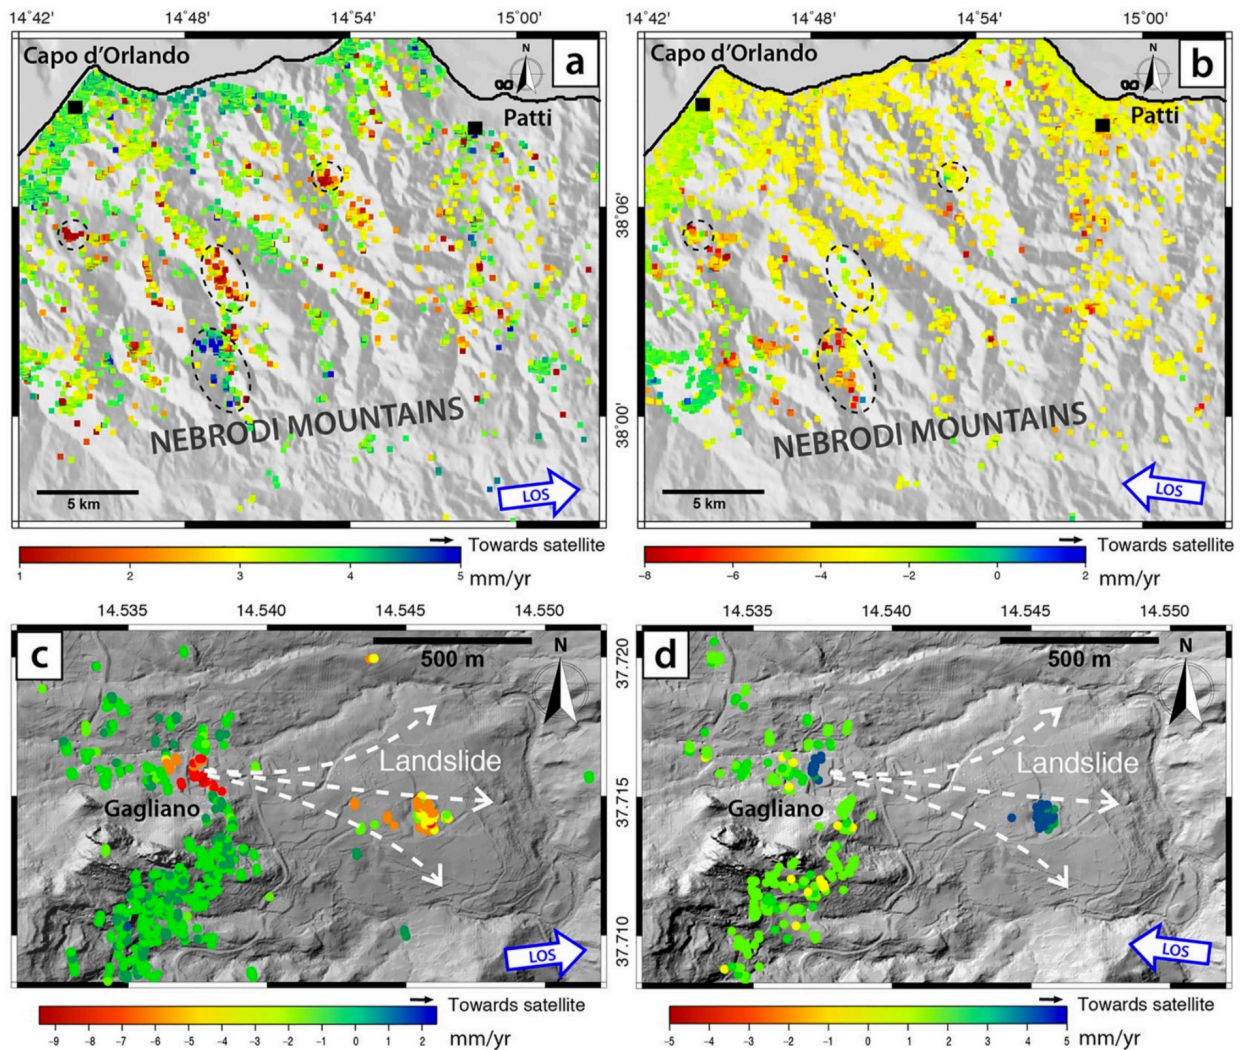 14°42' 14°48' 14°54' 15°00'
Capo d'Orlando
a
N
Patti
NEBRODI MOUNTAINS
5 km
LOS
Towards satellite
1 2 3 4 5
mm/yr
14°42' 14°48' 14°54' 15°00'
Capo d'Orlando
b
N
Patti
38°06'
38°00'
NEBRODI MOUNTAINS
5 km
LOS
Towards satellite
-8 -6 -4 -2 0 2
mm/yr
14.535 14.540 14.545 14.550
c
500 m
N
Landslide
Gagliano
LOS
Towards satellite
-9 -8 -7 -6 -5 -4 -3 -2 -1 0 1 2
mm/yr
14.535 14.540 14.545 14.550
d
500 m
N
37.720
37.715
37.710
Landslide
Gagliano
LOS
Towards satellite
-5 -4 -3 -2 -1 0 1 2 3 4 5
mm/yr